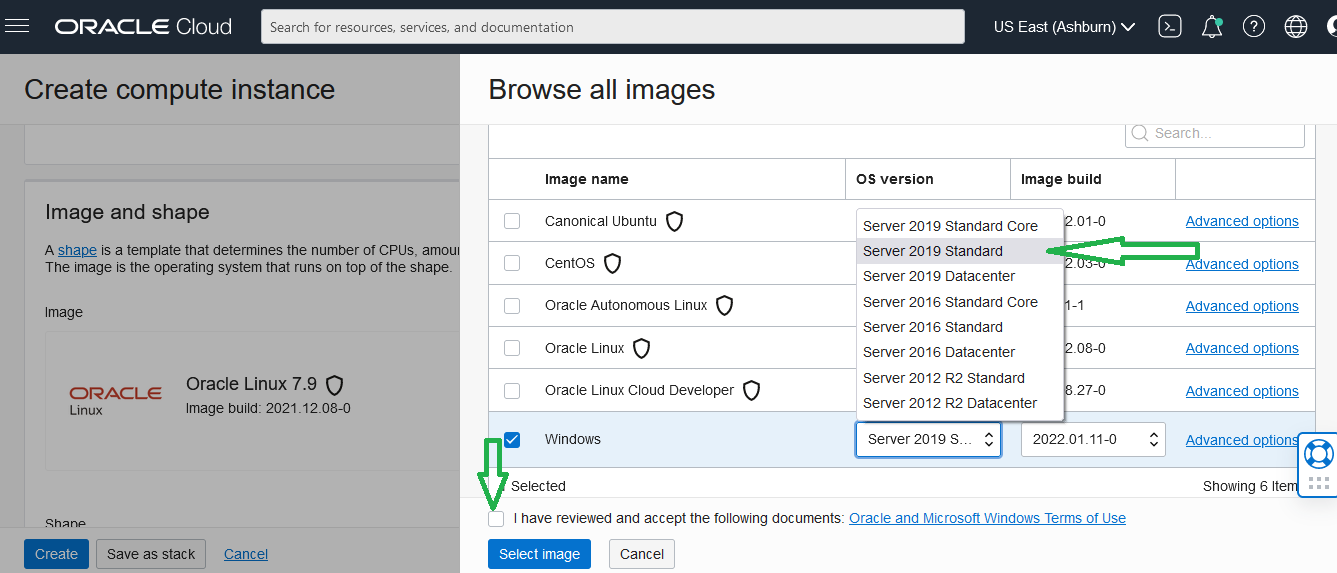 ORACLE Cloud
Search for resources, services, and documentation
US East (Ashburn)
Create compute instance
Image and shape
A shape is a template that determines the number of CPUs, amou
The image is the operating system that runs on top of the shape.
Image
ORACLE
Linux
Oracle Linux 7.9
Image build: 2021.12.08-0
Shape
Create
Save as stack
Cancel
Browse all images
Search...
Image name
OS version
Image build
Canonical Ubuntu
2.01-0
Advanced options
CentOS
2.03-0
Advanced options
Oracle Autonomous Linux
1-1
Advanced options
Oracle Linux
2.08-0
Advanced options
Oracle Linux Cloud Developer
8.27-0
Advanced options
Server 2019 Standard Core
Server 2019 Standard
Server 2019 Datacenter
Server 2016 Standard Core
Server 2016 Standard
Server 2016 Datacenter
Server 2012 R2 Standard
Server 2012 R2 Datacenter
Windows
Server 2019 S...
2022.01.11-0
Advanced options
Selected
Showing 6 Item
I have reviewed and accept the following documents: Oracle and Microsoft Windows Terms of Use
Select image
Cancel